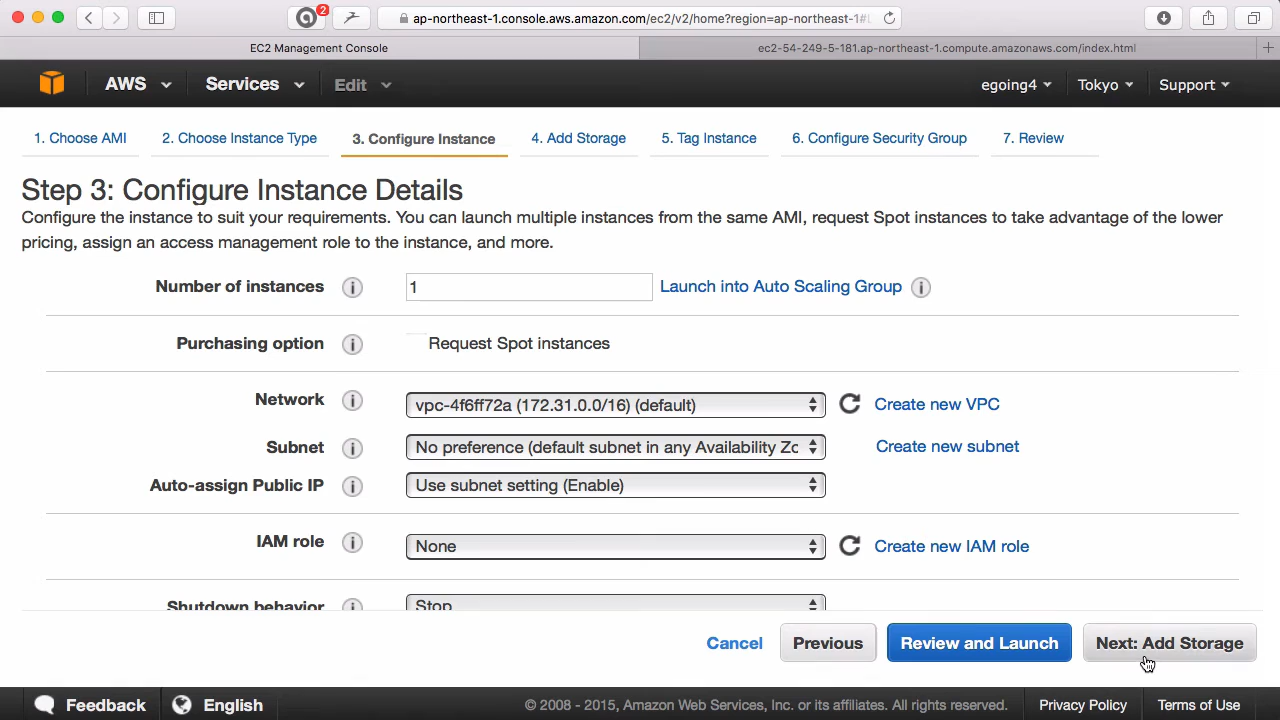 2
ap-northeast-1.console.aws.amazon.com/ec2/v2/home?region=ap-northeast-1#L
EC2 Management Console
ec2-54-249-5-181.ap-northeast-1.compute.amazonaws.com/index.html
AWS Services Edit egoing4 Tokyo Support
1. Choose AMI 2. Choose Instance Type 3. Configure Instance 4. Add Storage 5. Tag Instance 6. Configure Security Group 7. Review
Step 3: Configure Instance Details
Configure the instance to suit your requirements. You can launch multiple instances from the same AMI, request Spot instances to take advantage of the lower
pricing, assign an access management role to the instance, and more.
Number of instances 1 Launch into Auto Scaling Group
Purchasing option Request Spot instances
Network vpc-4f6ff72a (172.31.0.0/16) (default) Create new VPC
Subnet No preference (default subnet in any Availability Zo Create new subnet
Auto-assign Public IP Use subnet setting (Enable)
IAM role None Create new IAM role
Shutdown behavior Stop
Cancel Previous Review and Launch Next: Add Storage
Feedback English © 2008 - 2015, Amazon Web Services, Inc. or its affiliates. All rights reserved. Privacy Policy Terms of Use